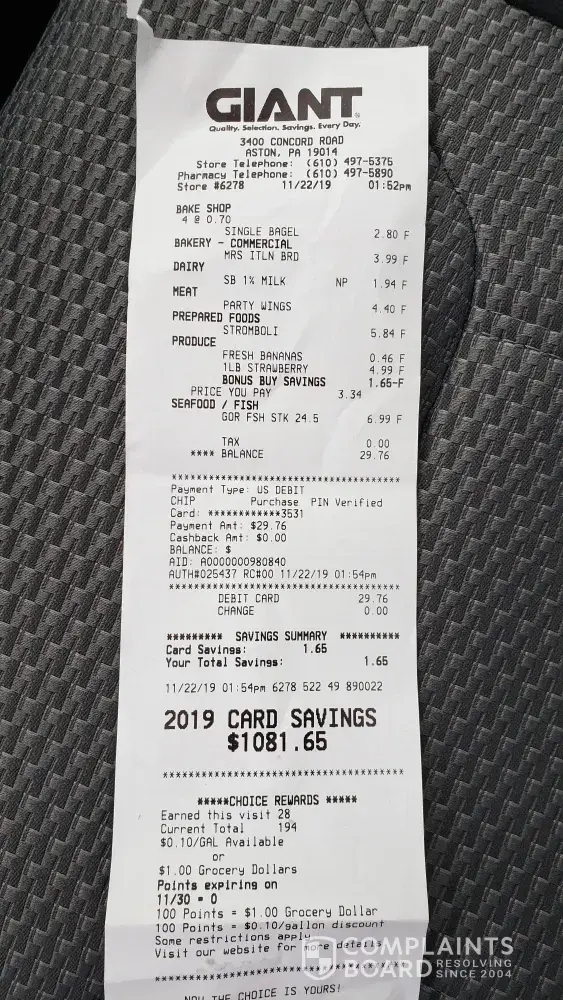 GIANT
Quality. Selection. Savings. Every Day.
3400 CONCORD ROAD
ASTON, PA 19014
Store Telephone: (610) 497-5375
Pharmacy Telephone: (610) 497-5890
Store #6278 11/22/19 01:52pm
BAKE SHOP
4 @ 0.70
SINGLE BAGEL 2.80 F
BAKERY - COMMERCIAL
MRS ITLN BRD 3.99 F
DAIRY
SB 1% MILK NP 1.94 F
MEAT
PARTY WINGS 4.40 F
PREPARED FOODS
STROMBOLI 5.84 F
PRODUCE
FRESH BANANAS 0.46 F
1LB STRAWBERRY 4.99 F
BONUS BUY SAVINGS 1.65-F
PRICE YOU PAY 3.34
SEAFOOD / FISH
GOR FSH STK 24.5 6.99 F
TAX 0.00
**** BALANCE 29.76
****************************************
Payment Type: US DEBIT
CHIP Purchase PIN Verified
Card: ************3531
Payment Amt: $29.76
Cashback Amt: $0.00
BALANCE: $
AID: A0000000980840
AUTH#025437 RC#00 11/22/19 01:54pm
****************************************
DEBIT CARD 29.76
CHANGE 0.00
********* SAVINGS SUMMARY **********
Card Savings: 1.65
Your Total Savings: 1.65
11/22/19 01:54pm 6278 522 49 890022
2019 CARD SAVINGS
$1081.65
****************************************
*****CHOICE REWARDS *****
Earned this visit 28
Current Total 194
$0.10/GAL Available
or
$1.00 Grocery Dollars
Points expiring on
11/30 = 0
100 Points = $1.00 Grocery Dollar
100 Points = $0.10/gallon discount
Some restrictions apply
Visit our website for more details
****************************************
NOW THE CHOICE IS YOURS!
COMPLAINTS
BOARD RESOLVING SINCE 2004